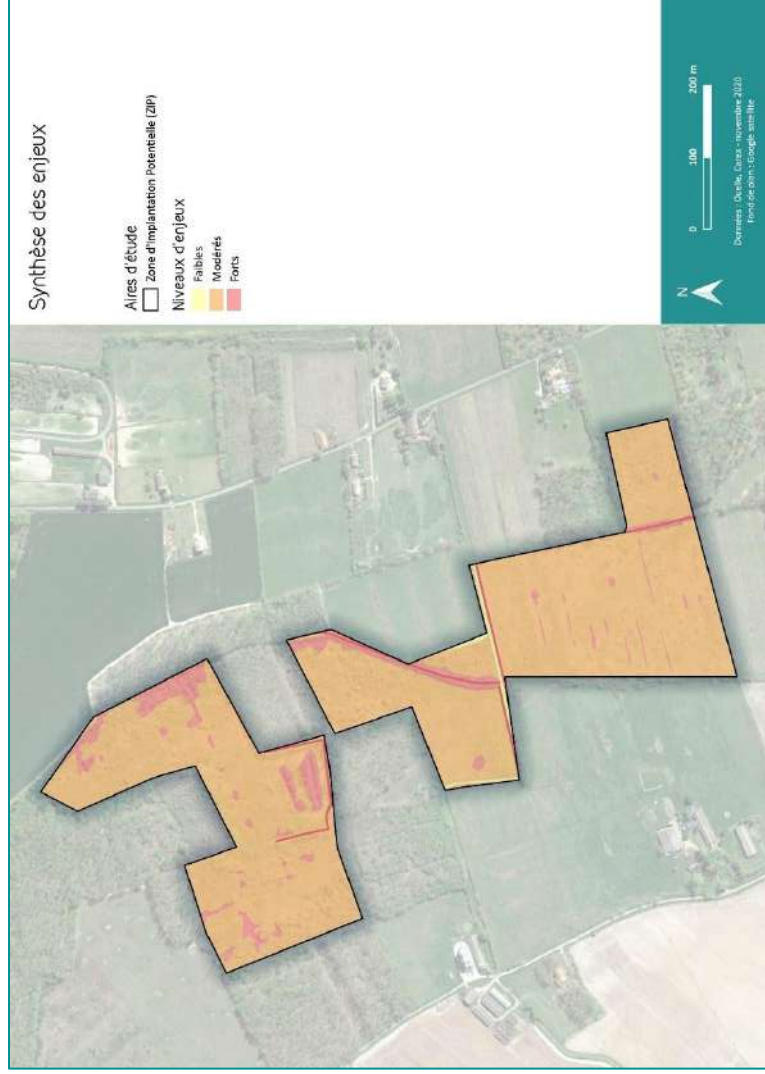 Synthèse des enjeux
Aires d'étude
Zone d'Implantation Potentielle (ZIP)
Niveaux d'enjeux
Faibles
Modérés
Forts
N
0 100 200 m
Données : Ouelle, Carex - novembre 2020
Fond de plan : Google satellite